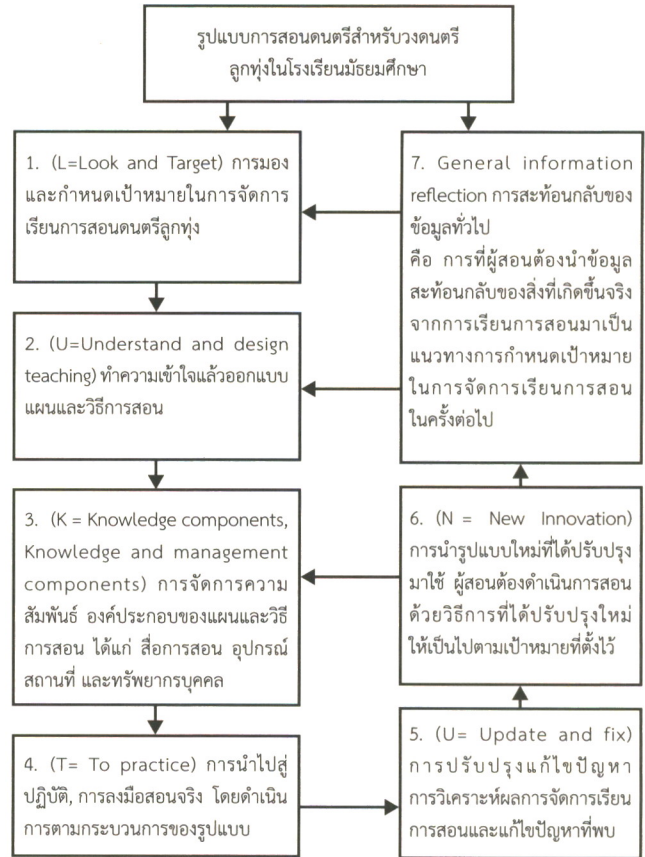 รูปแบบการสอนดนตรีสำหรับวงดนตรี
ลูกทุ่งในโรงเรียนมัธยมศึกษา
1. (L=Look and Target) การมอง
และกำหนดเป้าหมายในการจัดการ
เรียนการสอนดนตรีลูกทุ่ง
2. (U=Understand and design
teaching) ทำความเข้าใจแล้วออกแบบ
แผนและวิธีการสอน
3. (K = Knowledge components,
Knowledge and management
components) การจัดการความ
สัมพันธ์ องค์ประกอบของแผนและวิธี
การสอน ได้แก่ สื่อการสอน อุปกรณ์
สถานที่ และทรัพยากรบุคคล
4. (T= To practice) การนำไปสู่
ปฏิบัติ, การลงมือสอนจริง โดยดำเนิน
การตามกระบวนการของรูปแบบ
5. (U= Update and fix)
การปรับปรุงแก้ไขปัญหา
การวิเคราะห์ผลการจัดการเรียน
การสอนและแก้ไขปัญหาที่พบ
6. (N = New Innovation)
การนำรูปแบบใหม่ที่ได้ปรับปรุง
มาใช้ ผู้สอนต้องดำเนินการสอน
ด้วยวิธีการที่ได้ปรับปรุงใหม่
ให้เป็นไปตามเป้าหมายที่ตั้งไว้
7. General information
reflection การสะท้อนกลับของ
ข้อมูลทั่วไป
คือ การที่ผู้สอนต้องนำข้อมูล
สะท้อนกลับของสิ่งที่เกิดขึ้นจริง
จากการเรียนการสอนมาเป็น
แนวทางการกำหนดเป้าหมาย
ในการจัดการเรียนการสอน
ในครั้งต่อไป